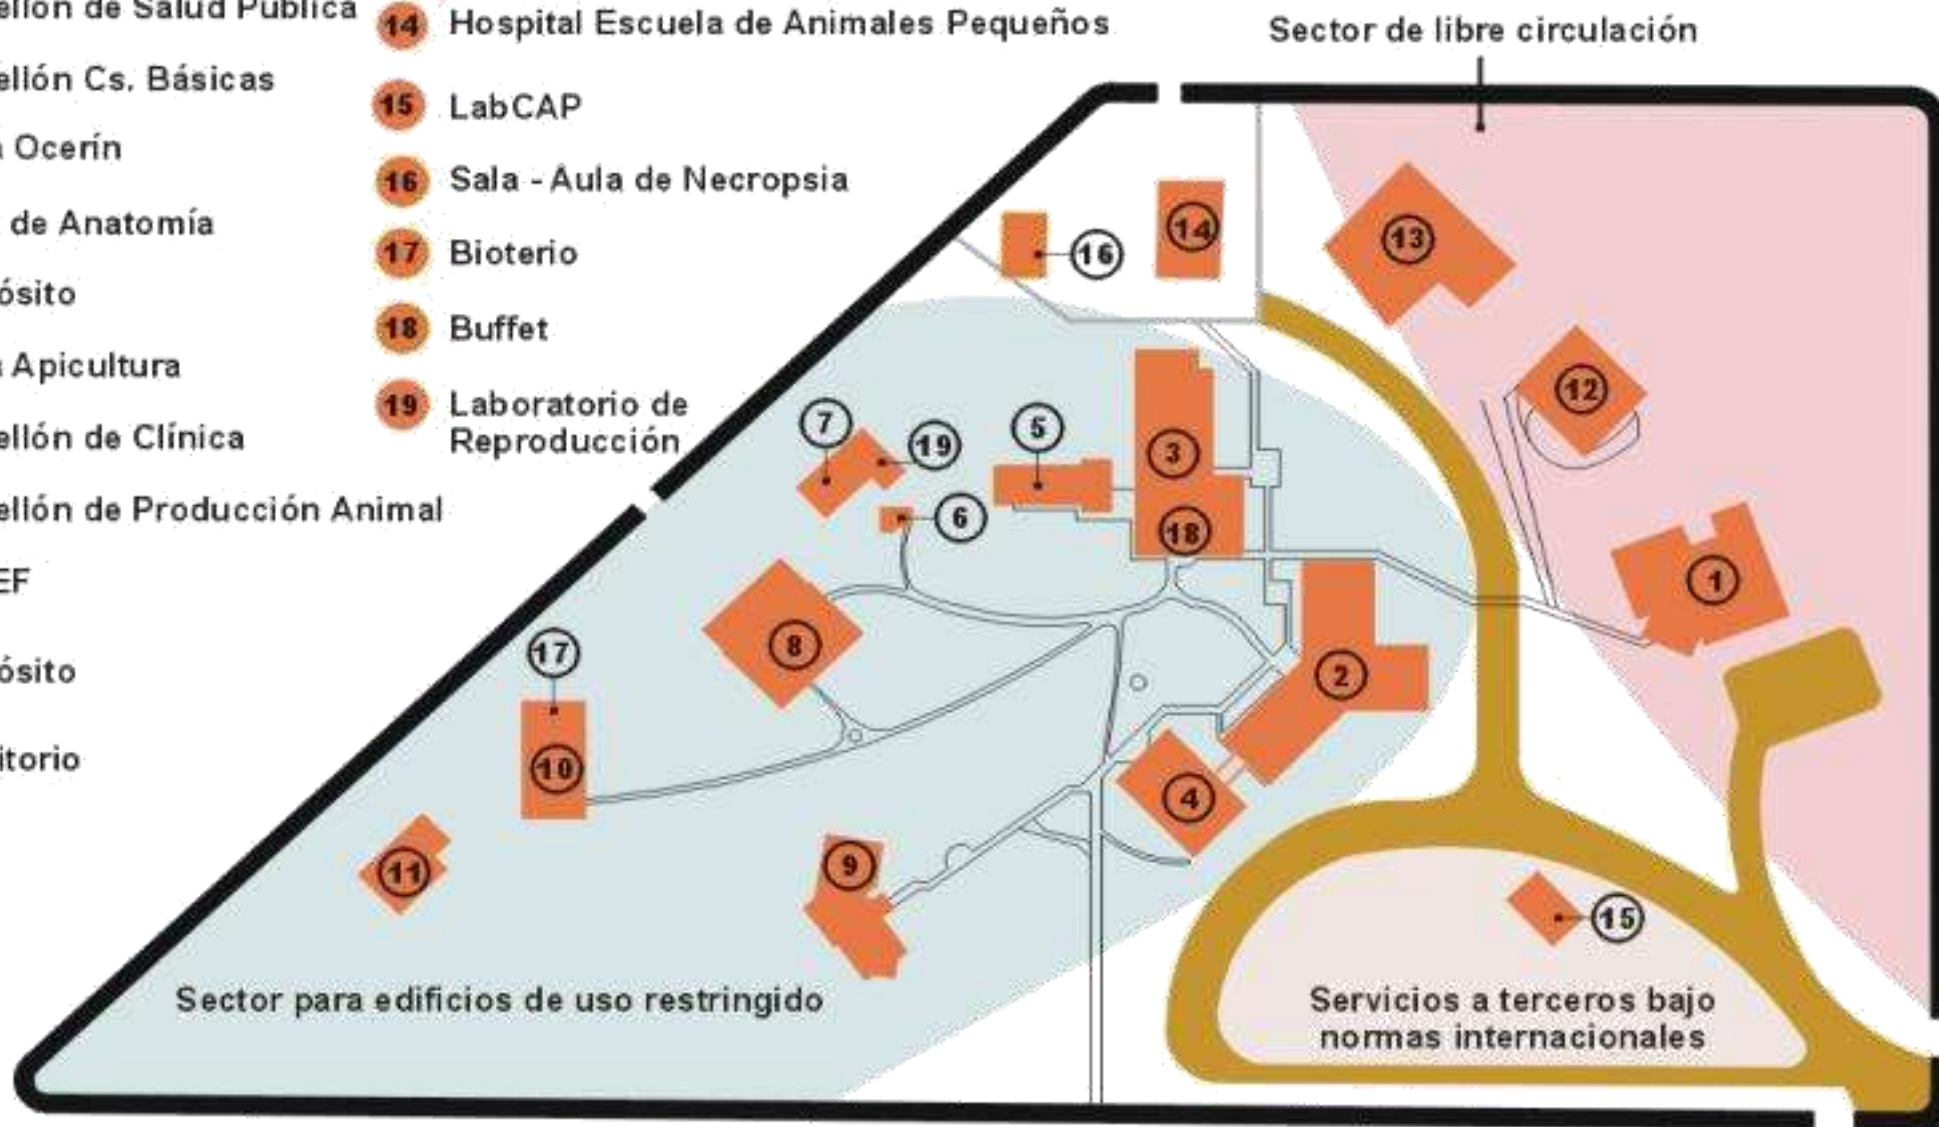 ellón de Salud Pública
ellón Cs. Básicas
a Ocerín
de Anatomía
ósito
a Apicultura
ellón de Clínica
ellón de Producción Animal
EF
ósito
itorio
14 Hospital Escuela de Animales Pequeños
15 LabCAP
16 Sala - Aula de Necropsia
17 Bioterio
18 Buffet
19 Laboratorio de
Reproducción
Sector de libre circulación
16
14
13
12
7
19
5
3
6
18
1
8
17
2
10
4
11
9
15
Sector para edificios de uso restringido
Servicios a terceros bajo
normas internacionales